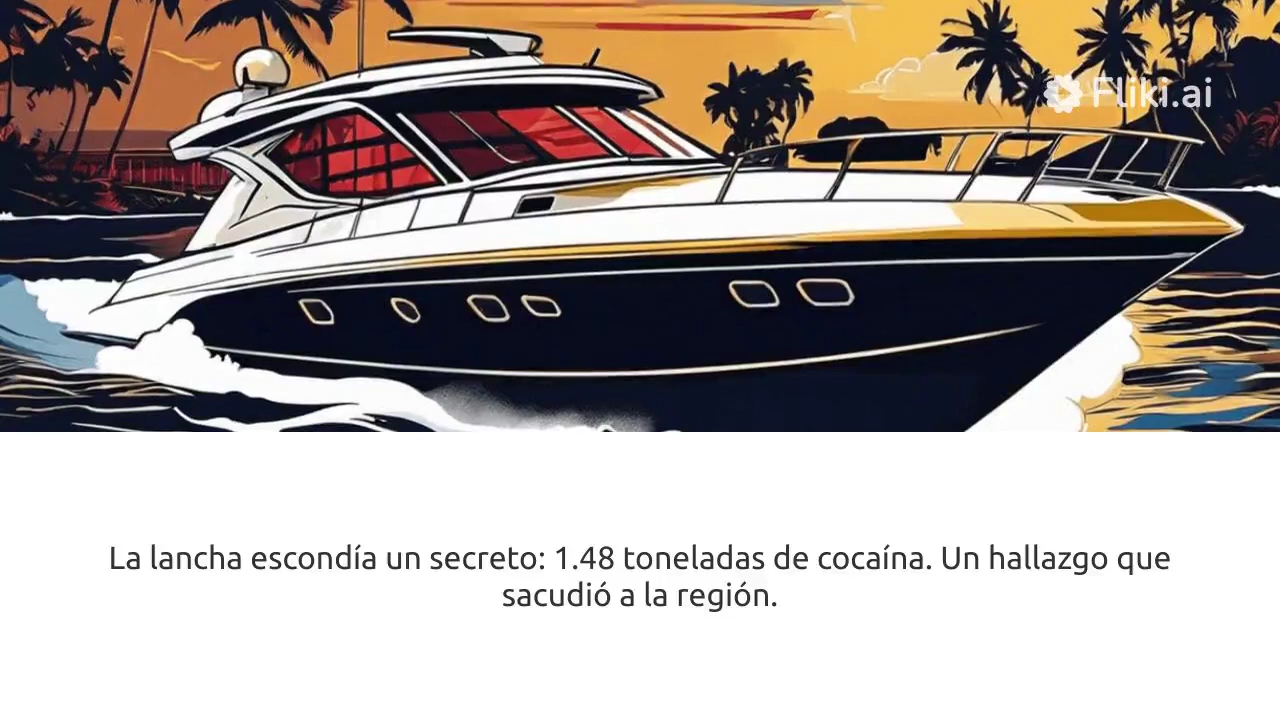 Fliki.ai
La lancha escondía un secreto: 1.48 toneladas de cocaína. Un hallazgo que
sacudió a la región.